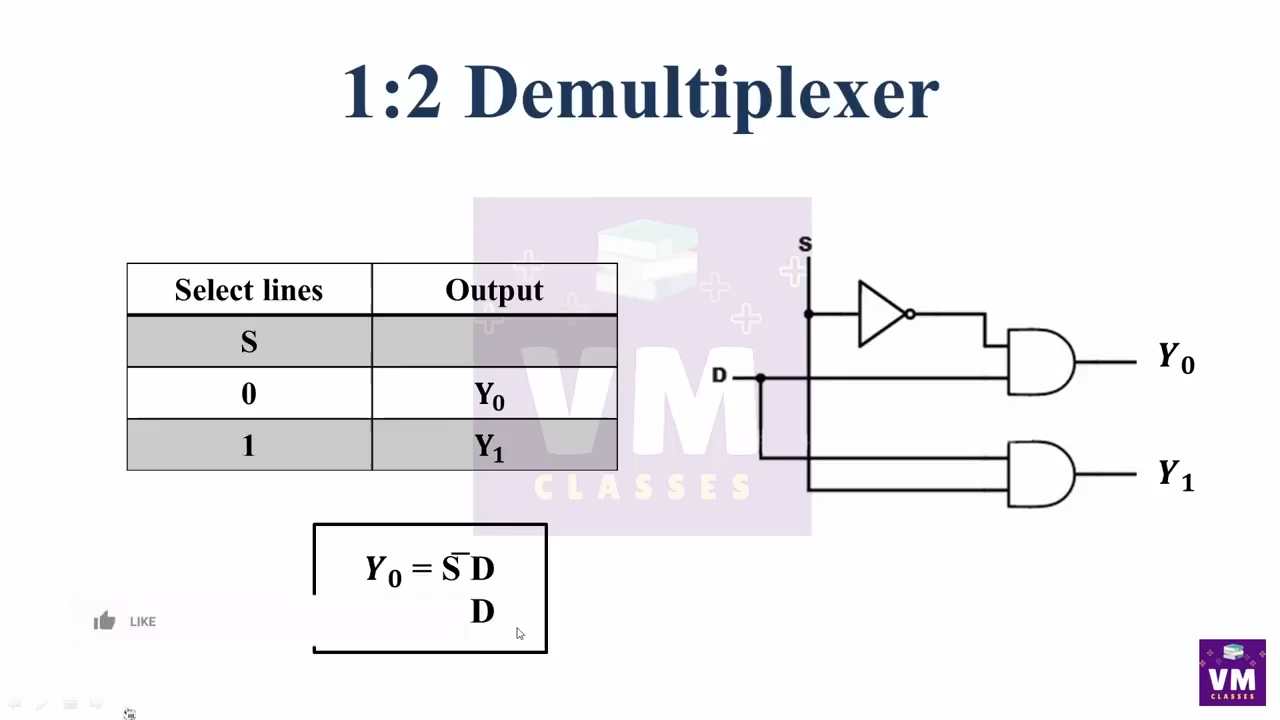 1:2 Demultiplexer
Select lines Output
S
0 Y₀
1 Y₁
S
D
Y₀
Y₁
VM
CLASSES
Y₀ = S̅ D
D
LIKE
VM
CLASSES